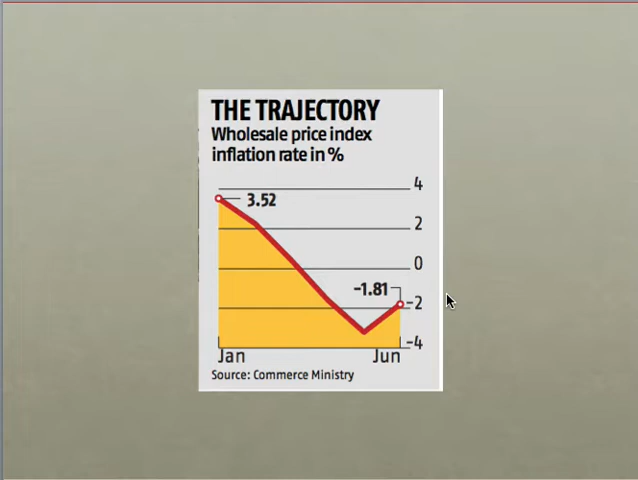 THE TRAJECTORY
Wholesale price index
inflation rate in %
4
3.52
2
0
-1.81
-2
-4
Jan Jun
Source: Commerce Ministry